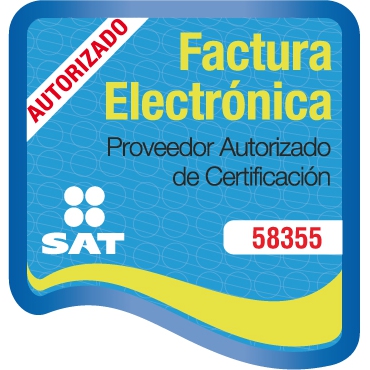 AUTORIZADO
Factura
Electrónica
Proveedor Autorizado
de Certificación
SAT
58355